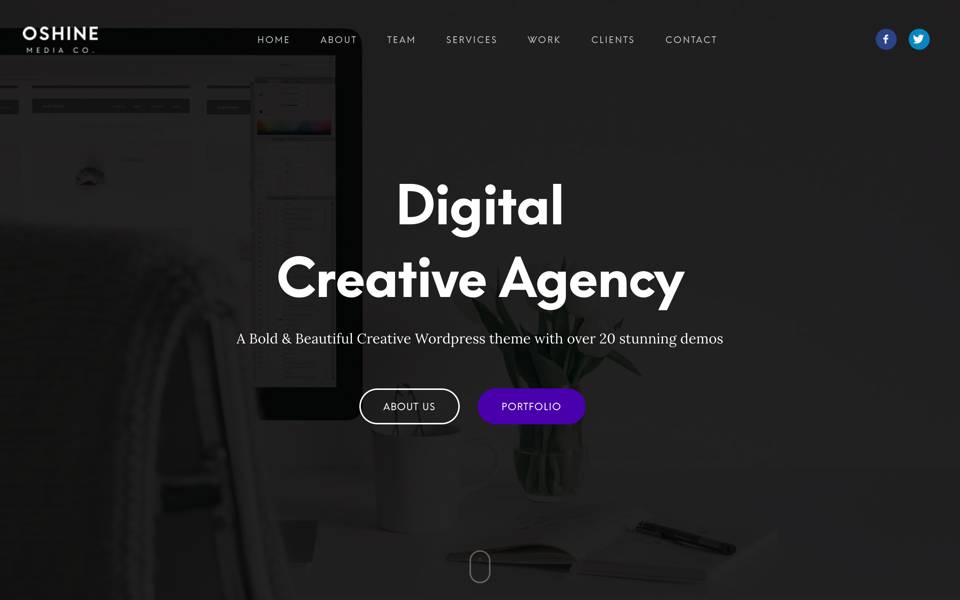 OSHINE
MEDIA CO.
HOME ABOUT TEAM SERVICES WORK CLIENTS CONTACT
Digital
Creative Agency
A Bold & Beautiful Creative Wordpress theme with over 20 stunning demos
ABOUT US PORTFOLIO